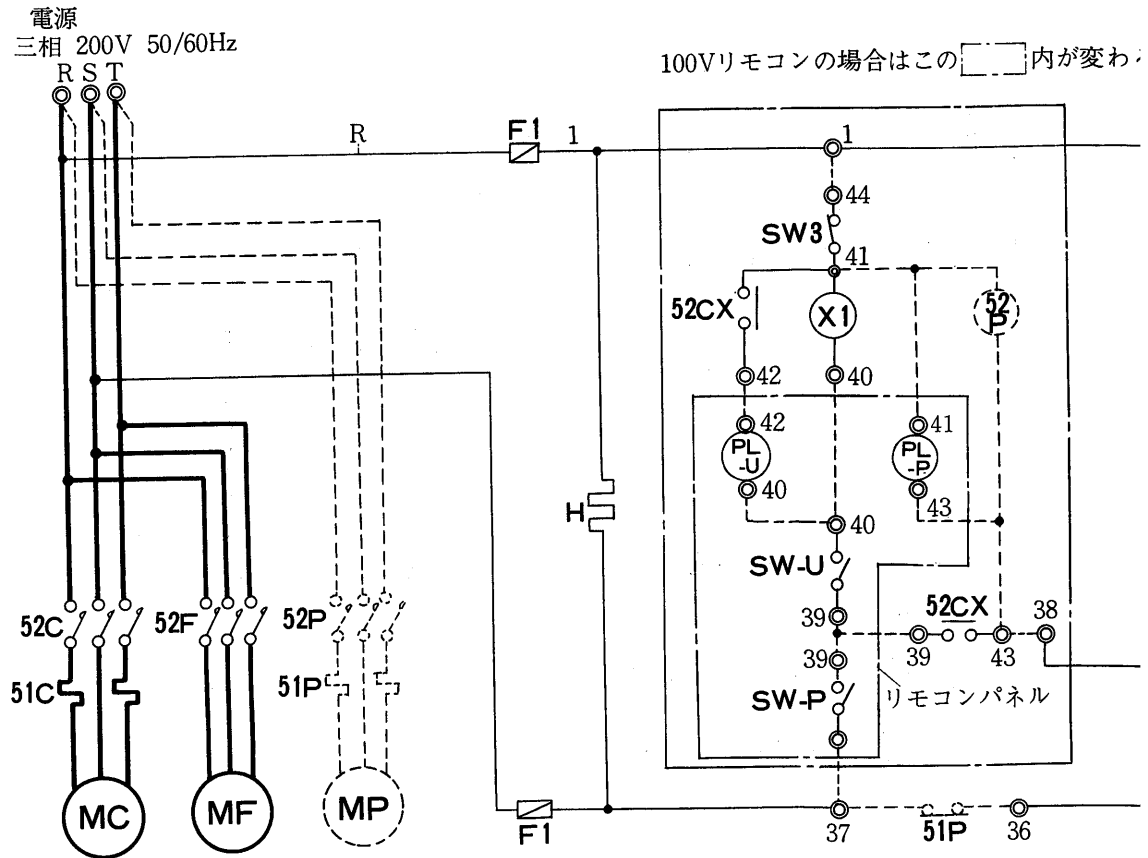 電源
三相 200V 50/60Hz
R S T
100Vリモコンの場合はこの 内が変わる
R
F1
1
1
44
SW3
41
52CX
X1
52
P
42
40
42
41
PL
-U
PL
-P
40
43
H
40
SW-U
52C
52F
52P
39
52CX
38
39
43
39
51C
51P
SW-P
リモコンパネル
MC
MF
MP
F1
37
51P
36